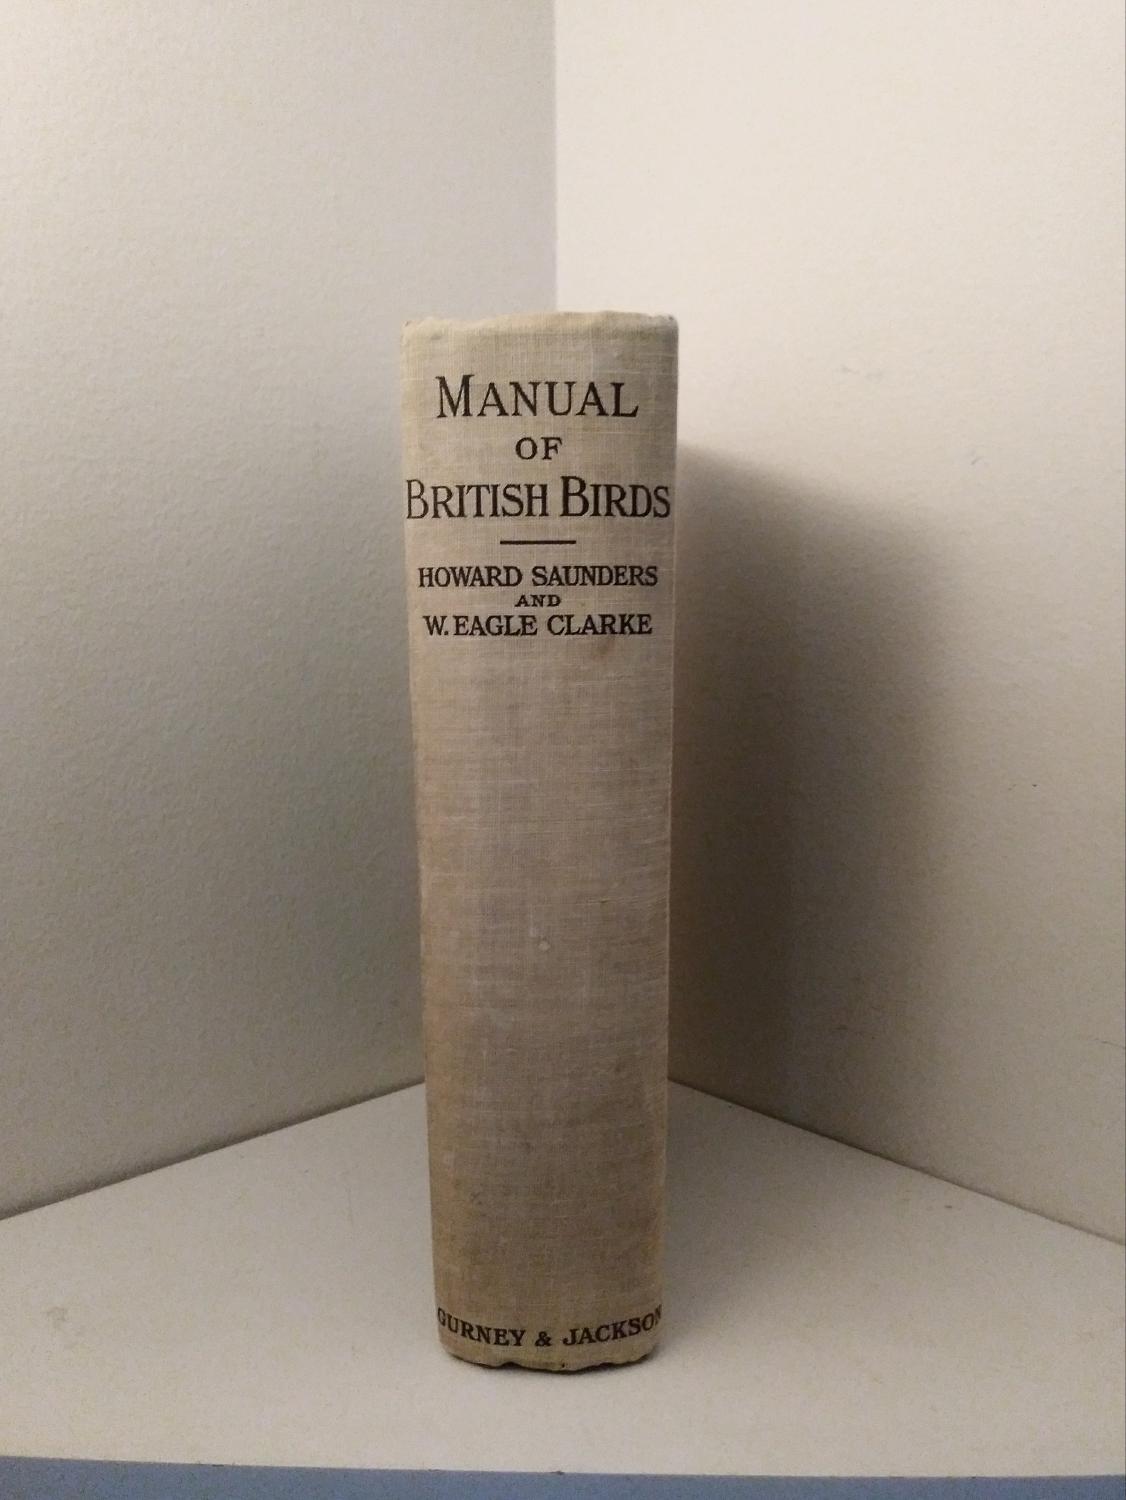 MANUAL
OF
BRITISH BIRDS
HOWARD SAUNDERS
AND
W. EAGLE CLARKE
GURNEY & JACKSON